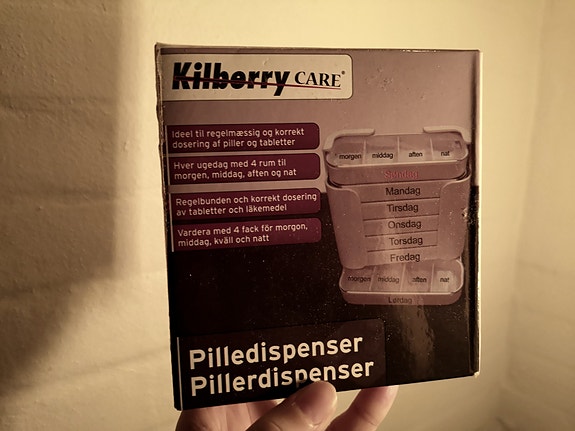 Kilberry CARE®
Ideel til regelmæssig og korrekt
dosering af piller og tabletter
Hver ugedag med 4 rum til
morgen, middag, aften og nat
Regelbunden och korrekt dosering
av tabletter och läkemedel
Vardera med 4 fack för morgon,
middag, kväll och natt
morgen middag aften nat
Søndag
Mandag
Tirsdag
Onsdag
Torsdag
Fredag
morgen middag aften nat
Lørdag
Pilledispenser
Pillerdispenser